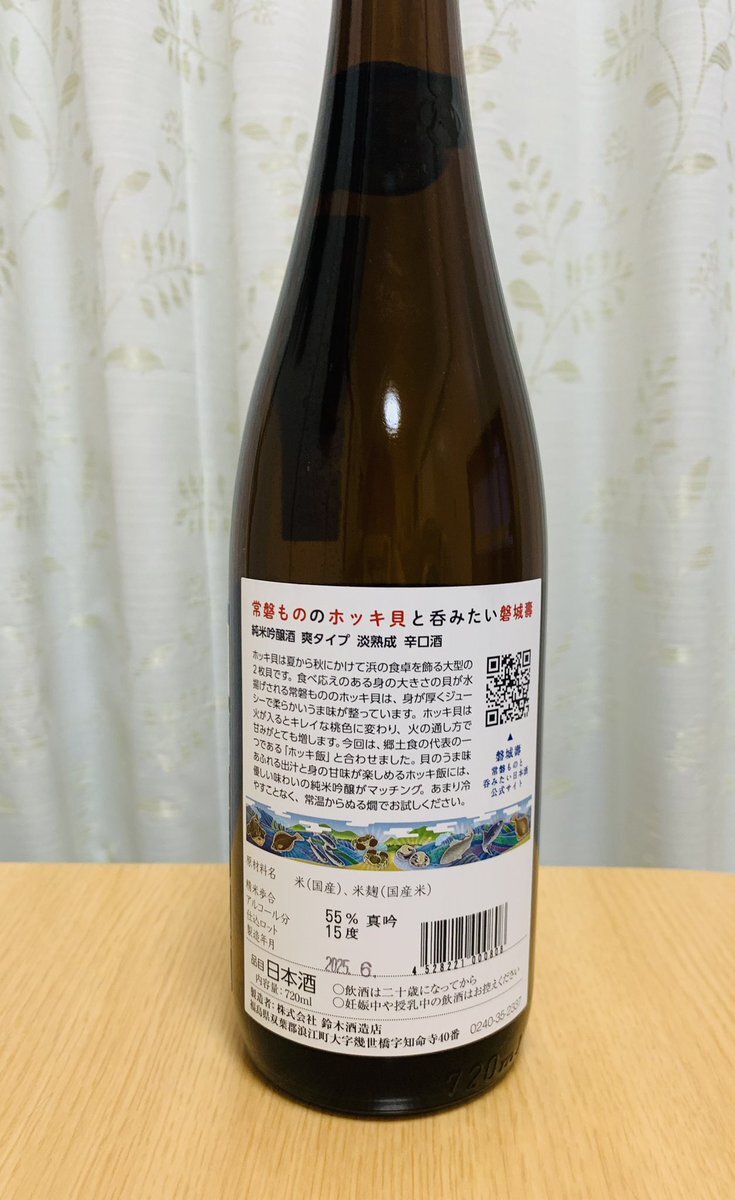 常磐もののホッキ貝と呑みたい磐城壽
純米吟醸酒 爽タイプ 淡熟成 辛口酒
ホッキ貝は夏から秋にかけて浜の食卓を飾る大型の
2枚貝です。食べ応えのある身の大きさの貝が水
揚げされる常磐もののホッキ貝は、身が厚くジュー
シーで柔らかいうま味が整っています。ホッキ貝は
火が入るとキレイな桃色に変わり、火の通し方で
甘みがとても増します。今回は、郷土食の代表の一
つである「ホッキ飯」と合わせました。貝のうま味
あふれる出汁と身の甘味が楽しめるホッキ飯には、
優しい味わいの純米吟醸がマッチング。あまり冷
やすことなく、常温からぬる燗でお試しください。
▲
磐城壽
常磐ものと
呑みたい日本酒
公式サイト
原材料名 米(国産)、米麹(国産米)
精米歩合 55% 真吟
アルコール分 15度
仕込ロット
製造年月 2025.6.
4 528221 000808
品目 日本酒
内容量:720ml
○飲酒は二十歳になってから
○妊娠中や授乳中の飲酒はお控えください
製造者:株式会社 鈴木酒造店
福島県双葉郡浪江町大字幾世橋字知命寺40番 0240-35-2337
720ml